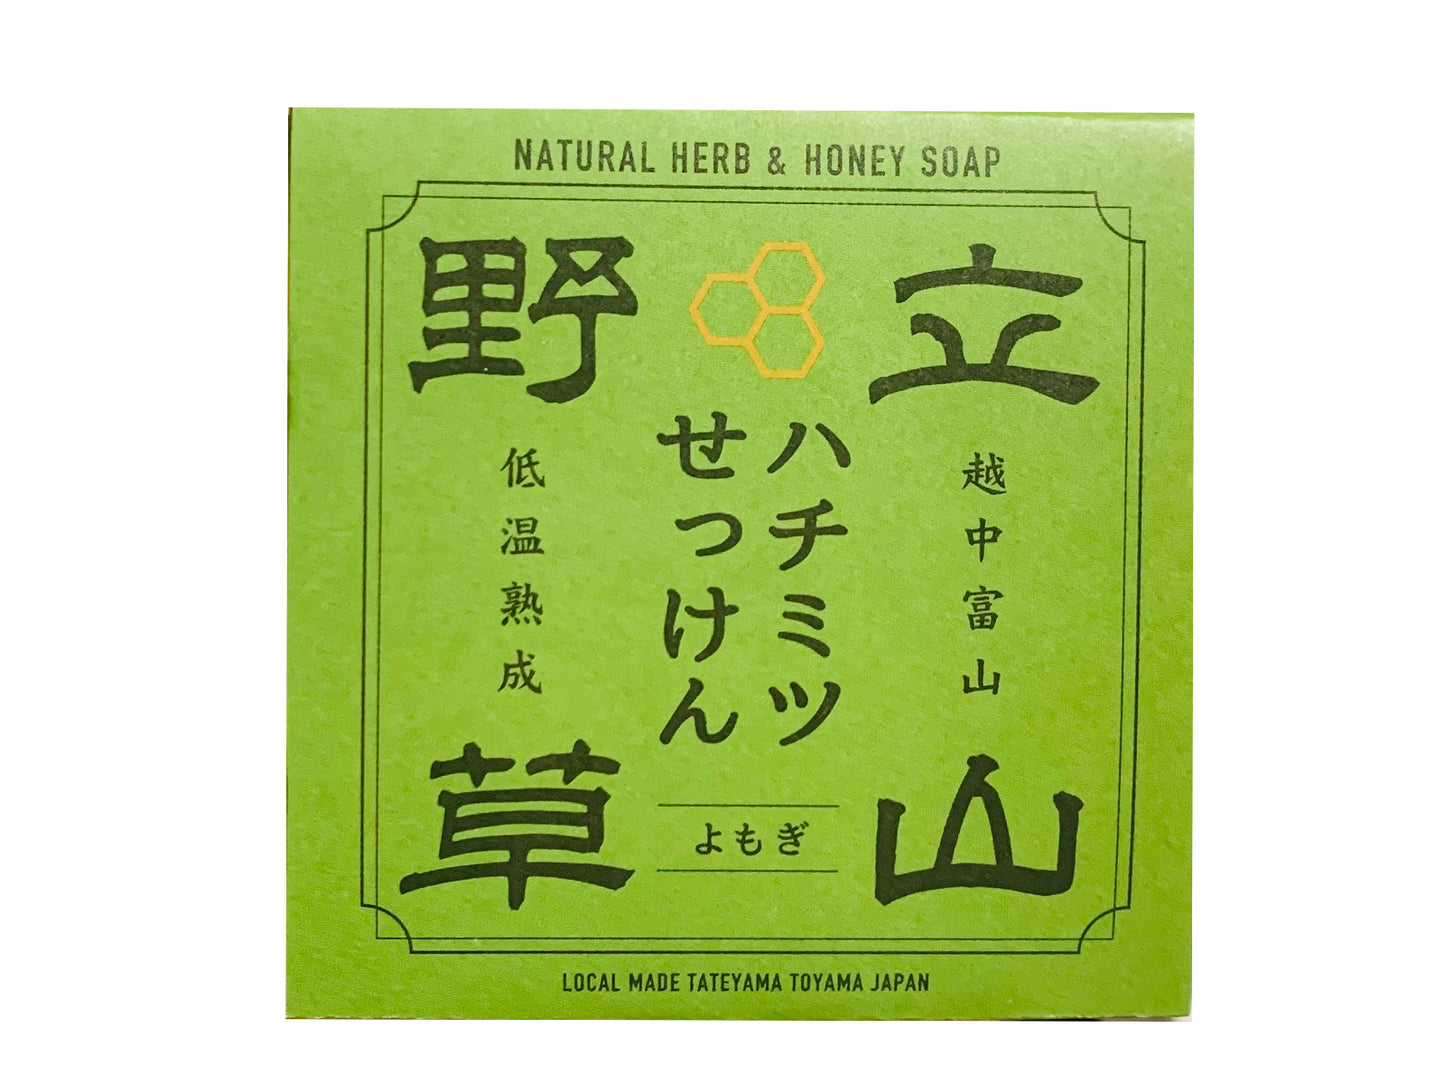 NATURAL HERB & HONEY SOAP
立山
野草
越中富山
ハチミツ
せっけん
低温熟成
よもぎ
LOCAL MADE TATEYAMA TOYAMA JAPAN